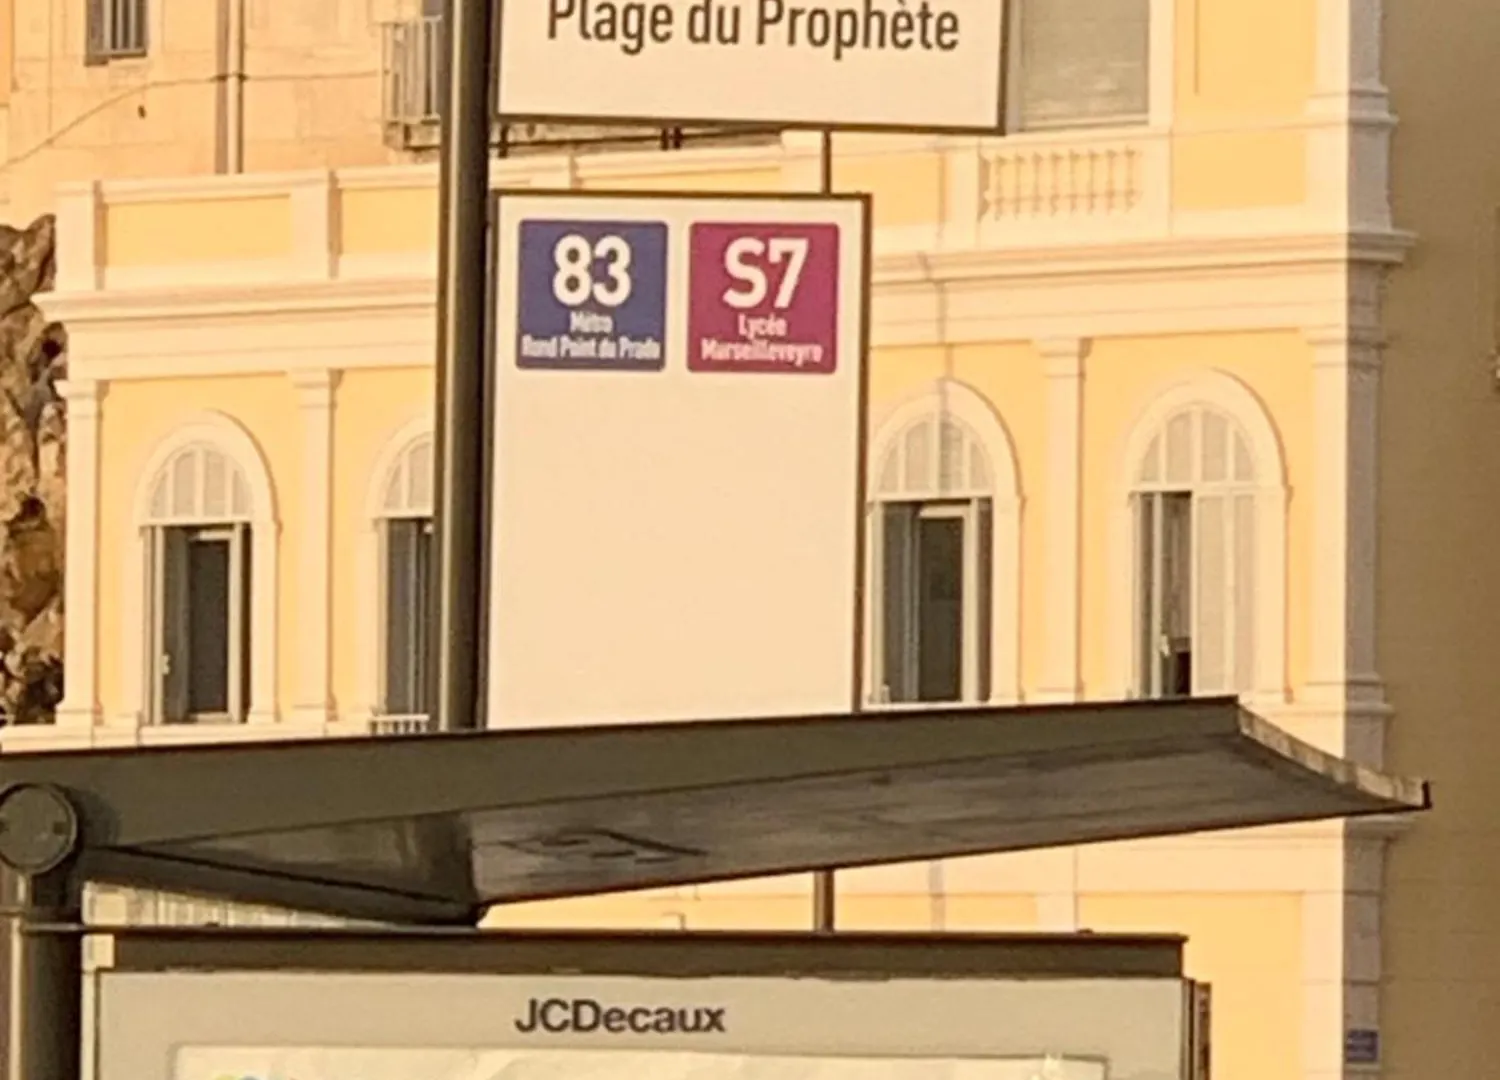 Plage du Prophète
83
Métro
Rond Point du Prado
S7
Lycée
Marseilleveyre
JCDecaux